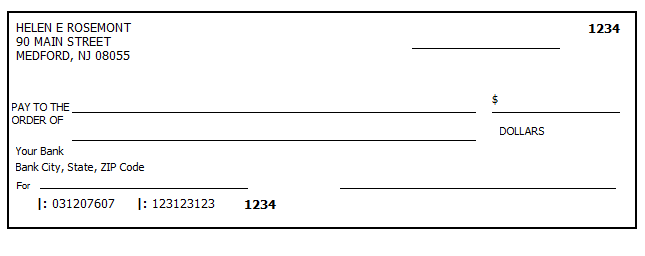 HELEN E ROSEMONT
90 MAIN STREET
MEDFORD, NJ 08055
1234
PAY TO THE
ORDER OF
$
DOLLARS
Your Bank
Bank City, State, ZIP Code
For
|: 031207607 |: 123123123 1234